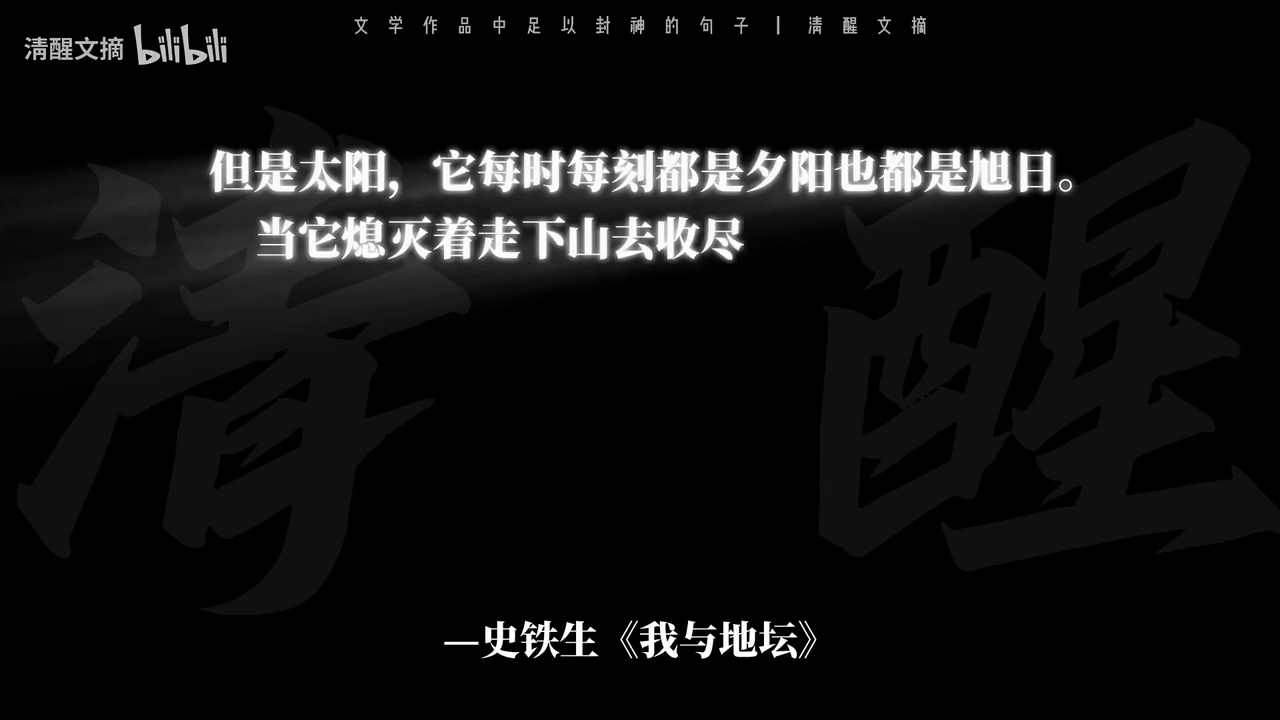 文学作品中足以封神的句子 | 清醒文摘
清醒文摘 bilibili
清醒
但是太阳，它每时每刻都是夕阳也都是旭日。
当它熄灭着走下山去收尽
—史铁生《我与地坛》